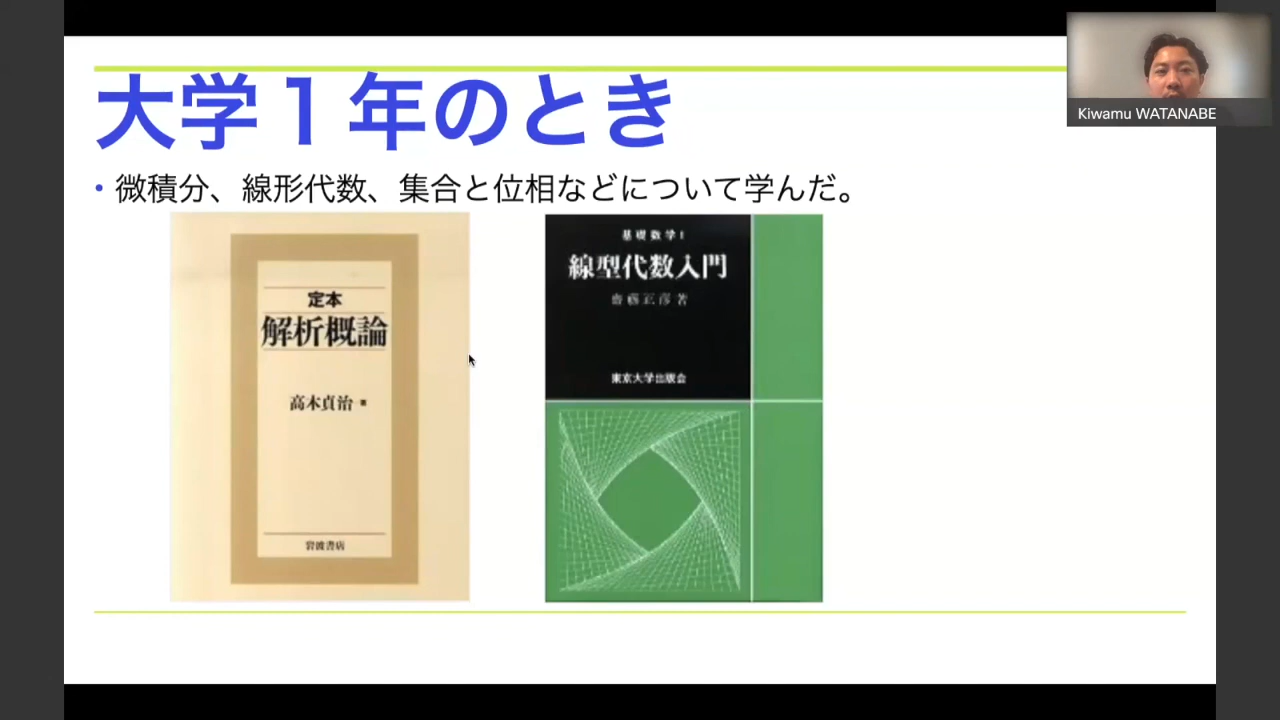 大学１年のとき
• 微積分、線形代数、集合と位相などについて学んだ。
定本
解析概論
高木貞治
岩波書店
基礎数学1
線型代数入門
齋藤正彦 著
東京大学出版会
Kiwamu WATANABE